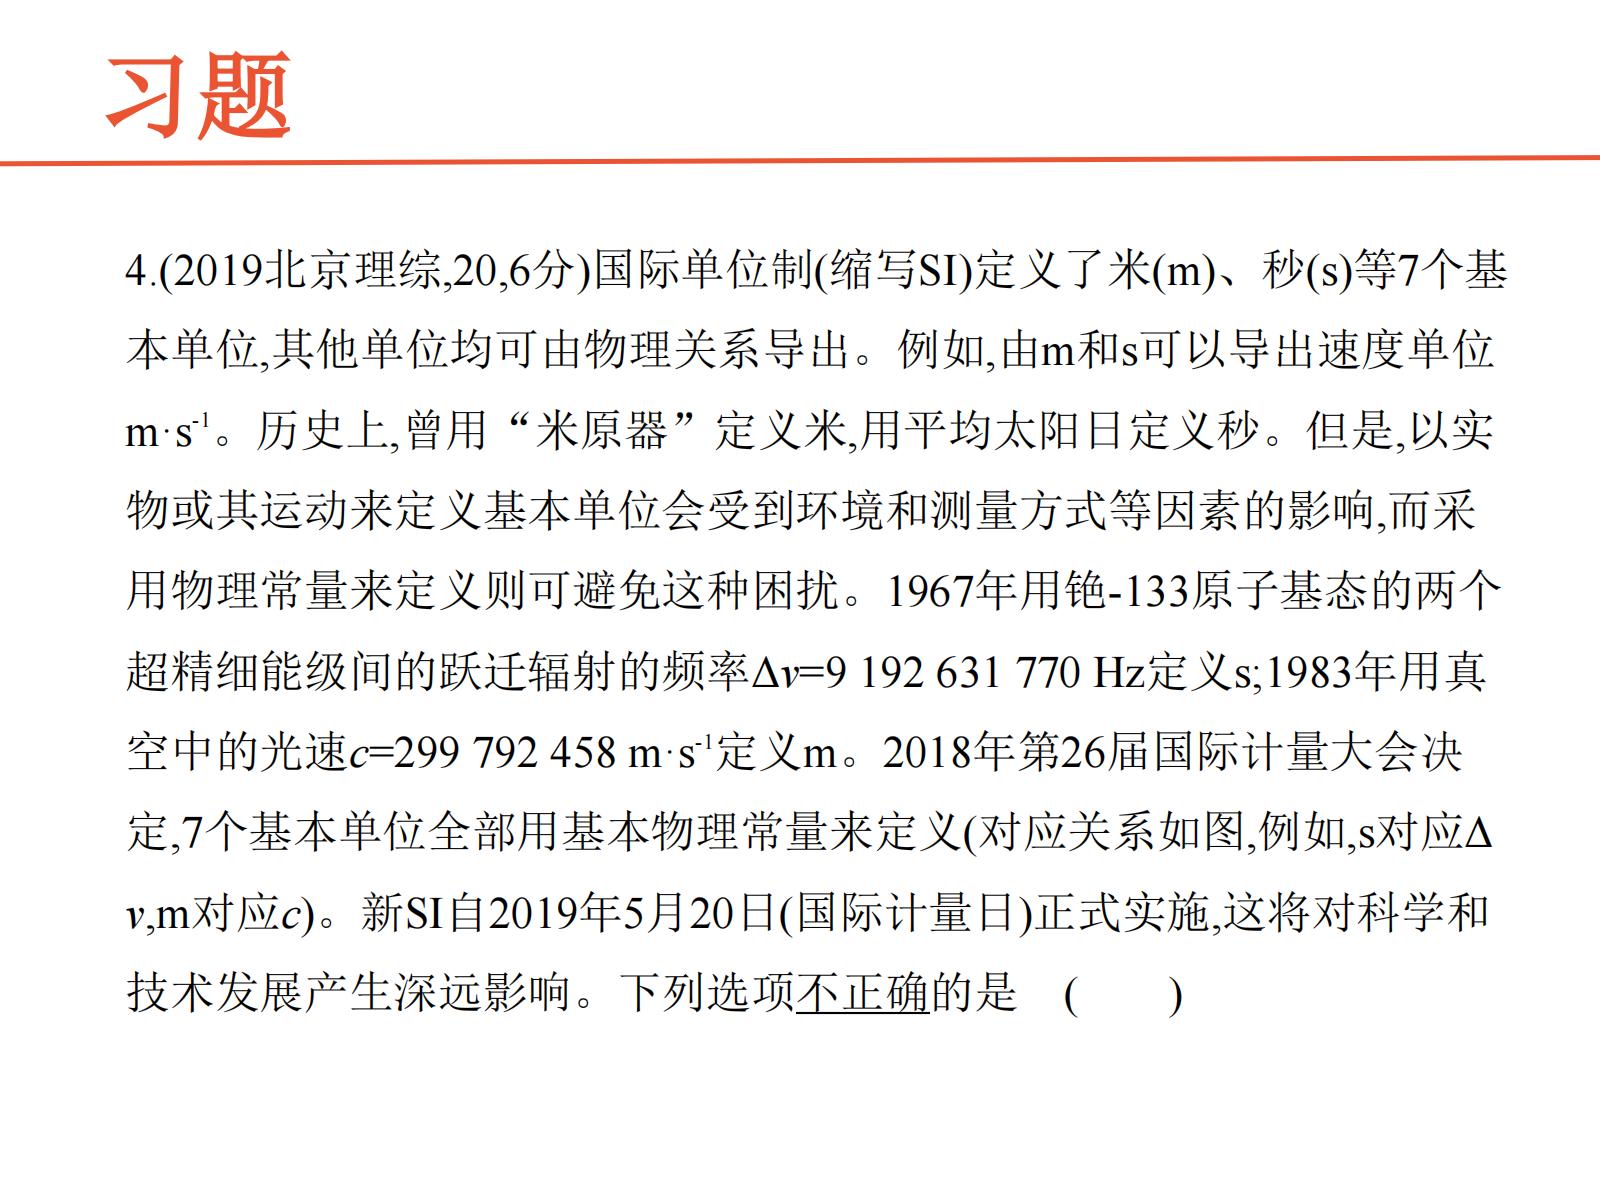 习题
4.(2019北京理综,20,6分)国际单位制(缩写SI)定义了米(m)、秒(s)等7个基
本单位,其他单位均可由物理关系导出。例如,由m和s可以导出速度单位
m·s⁻¹。历史上,曾用“米原器”定义米,用平均太阳日定义秒。但是,以实
物或其运动来定义基本单位会受到环境和测量方式等因素的影响,而采
用物理常量来定义则可避免这种困扰。1967年用铯-133原子基态的两个
超精细能级间的跃迁辐射的频率Δν=9 192 631 770 Hz定义s;1983年用真
空中的光速c=299 792 458 m·s⁻¹定义m。2018年第26届国际计量大会决
定,7个基本单位全部用基本物理常量来定义(对应关系如图,例如,s对应Δ
ν,m对应c)。新SI自2019年5月20日(国际计量日)正式实施,这将对科学和
技术发展产生深远影响。下列选项不正确的是 (  )